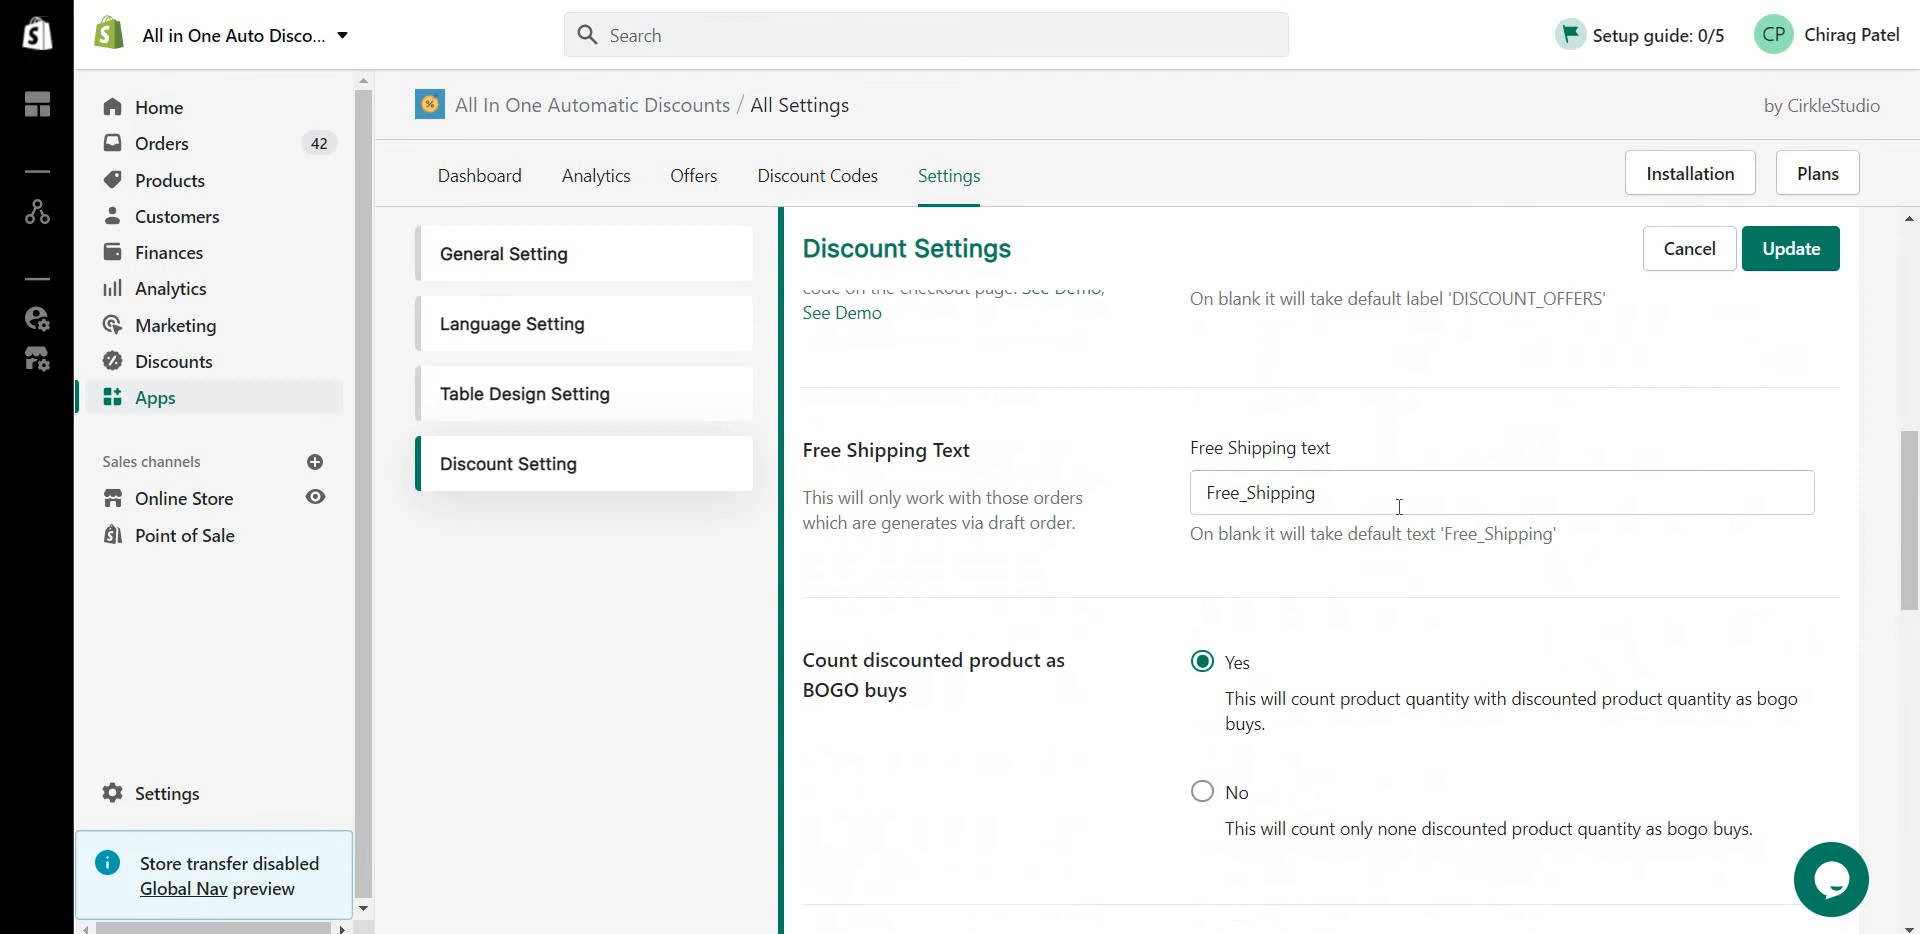 All in One Auto Disco...
Search
Setup guide: 0/5
CP
Chirag Patel
Home
Orders
42
Products
Customers
Finances
Analytics
Marketing
Discounts
Apps
Sales channels
Online Store
Point of Sale
Settings
Store transfer disabled
Global Nav preview
All In One Automatic Discounts / All Settings
by CirkleStudio
Dashboard
Analytics
Offers
Discount Codes
Settings
Installation
Plans
General Setting
Language Setting
Table Design Setting
Discount Setting
Discount Settings
Cancel
Update
code on the checkout page. See Demo,
See Demo
On blank it will take default label 'DISCOUNT_OFFERS'
Free Shipping Text
This will only work with those orders
which are generates via draft order.
Free Shipping text
Free_Shipping
On blank it will take default text 'Free_Shipping'
Count discounted product as
BOGO buys
Yes
This will count product quantity with discounted product quantity as bogo
buys.
No
This will count only none discounted product quantity as bogo buys.